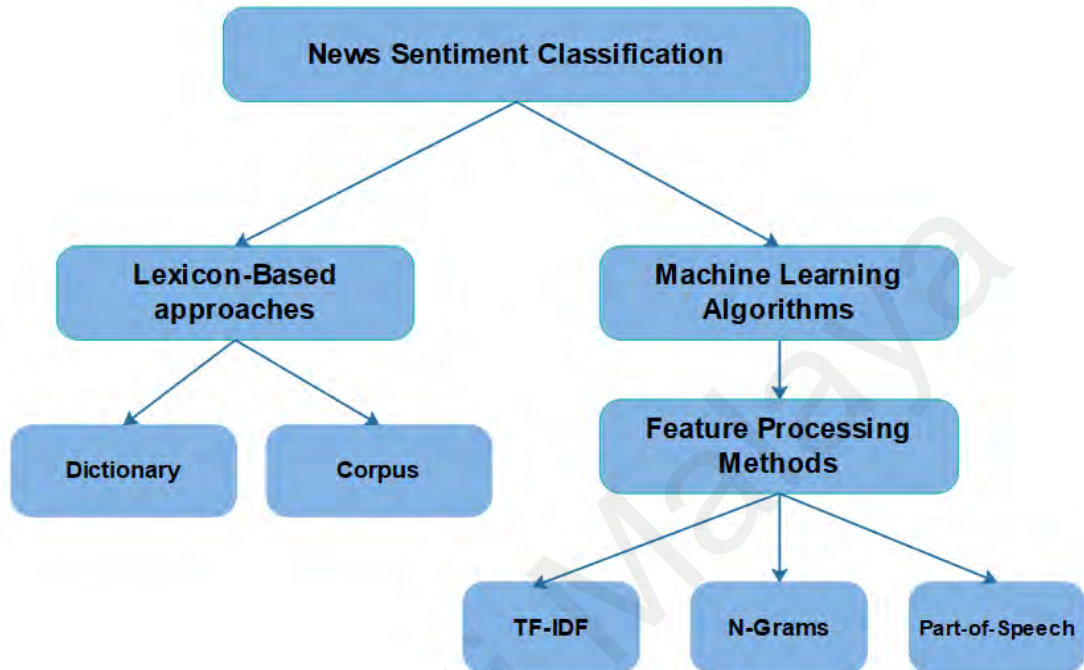 News Sentiment Classification
Lexicon-Based
approaches
Machine Learning
Algorithms
Feature Processing
Methods
Dictionary
Corpus
TF-IDF
N-Grams
Part-of-Speech
Malaya